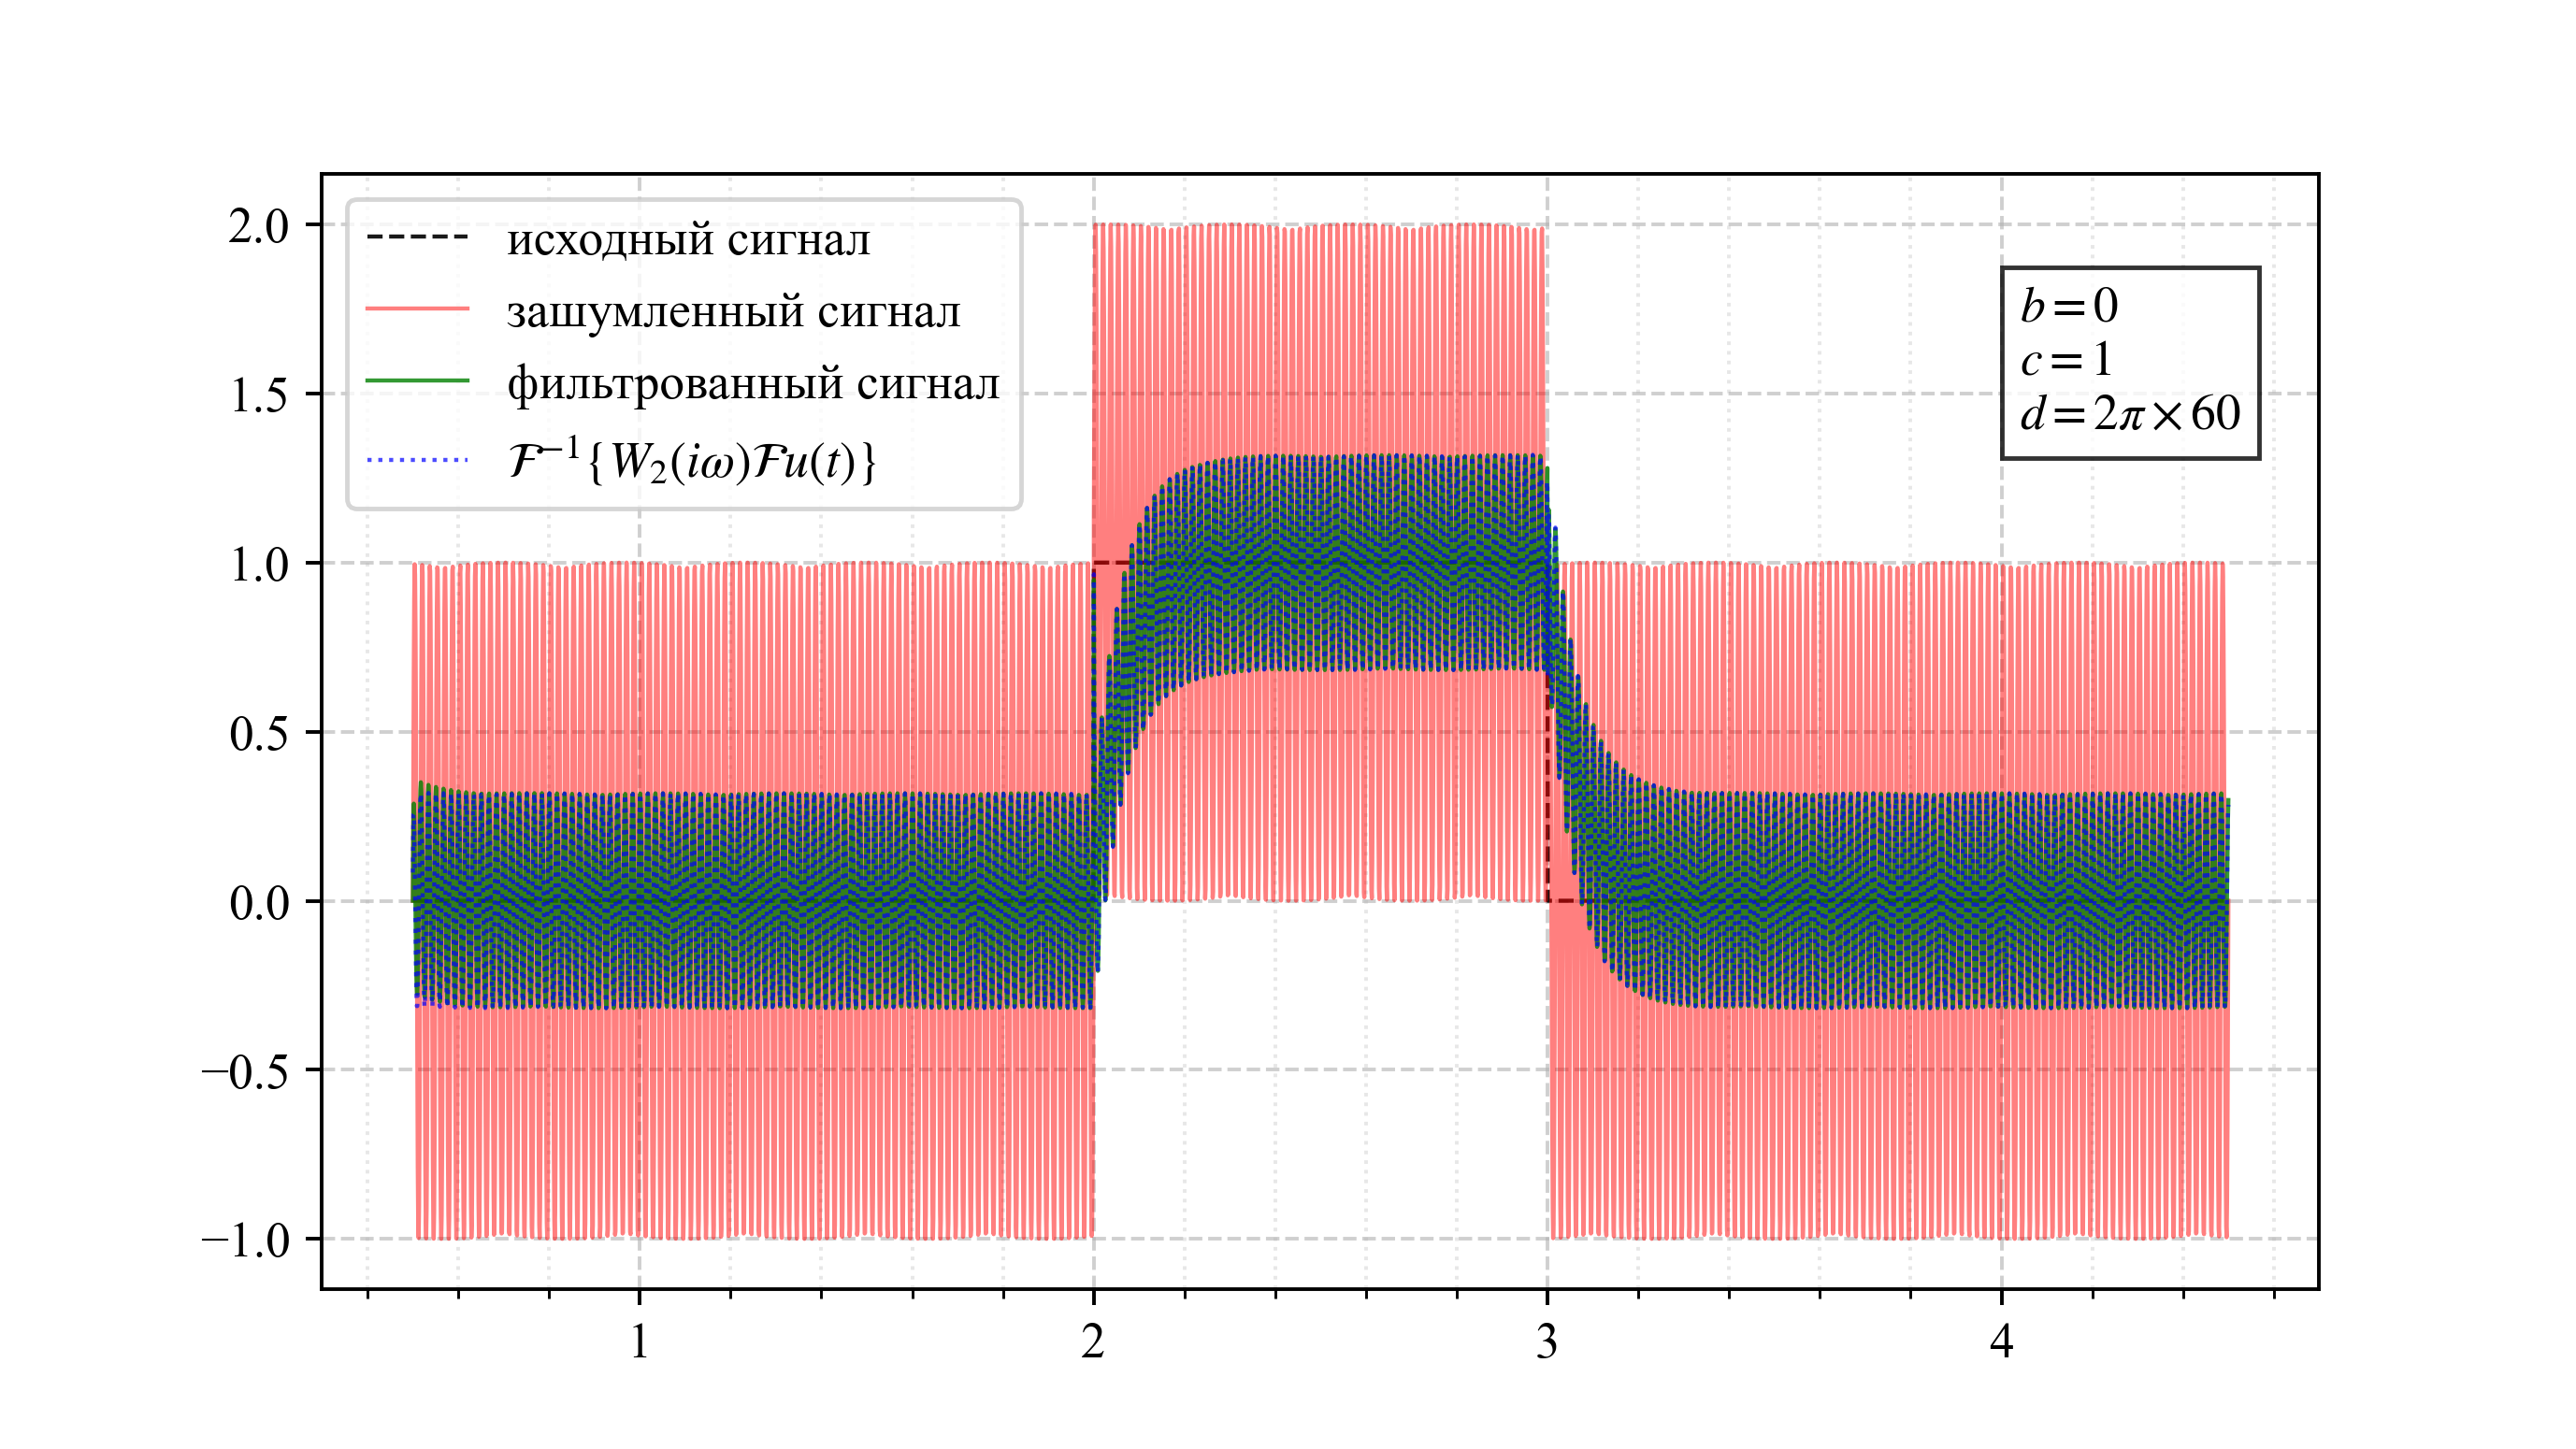 2.0
1.5
1.0
0.5
0.0
−0.5
−1.0
1
2
3
4
исходный сигнал
зашумленный сигнал
фильтрованный сигнал
ℱ⁻¹{W₂(iω)ℱu(t)}
b = 0
c = 1
d = 2π × 60